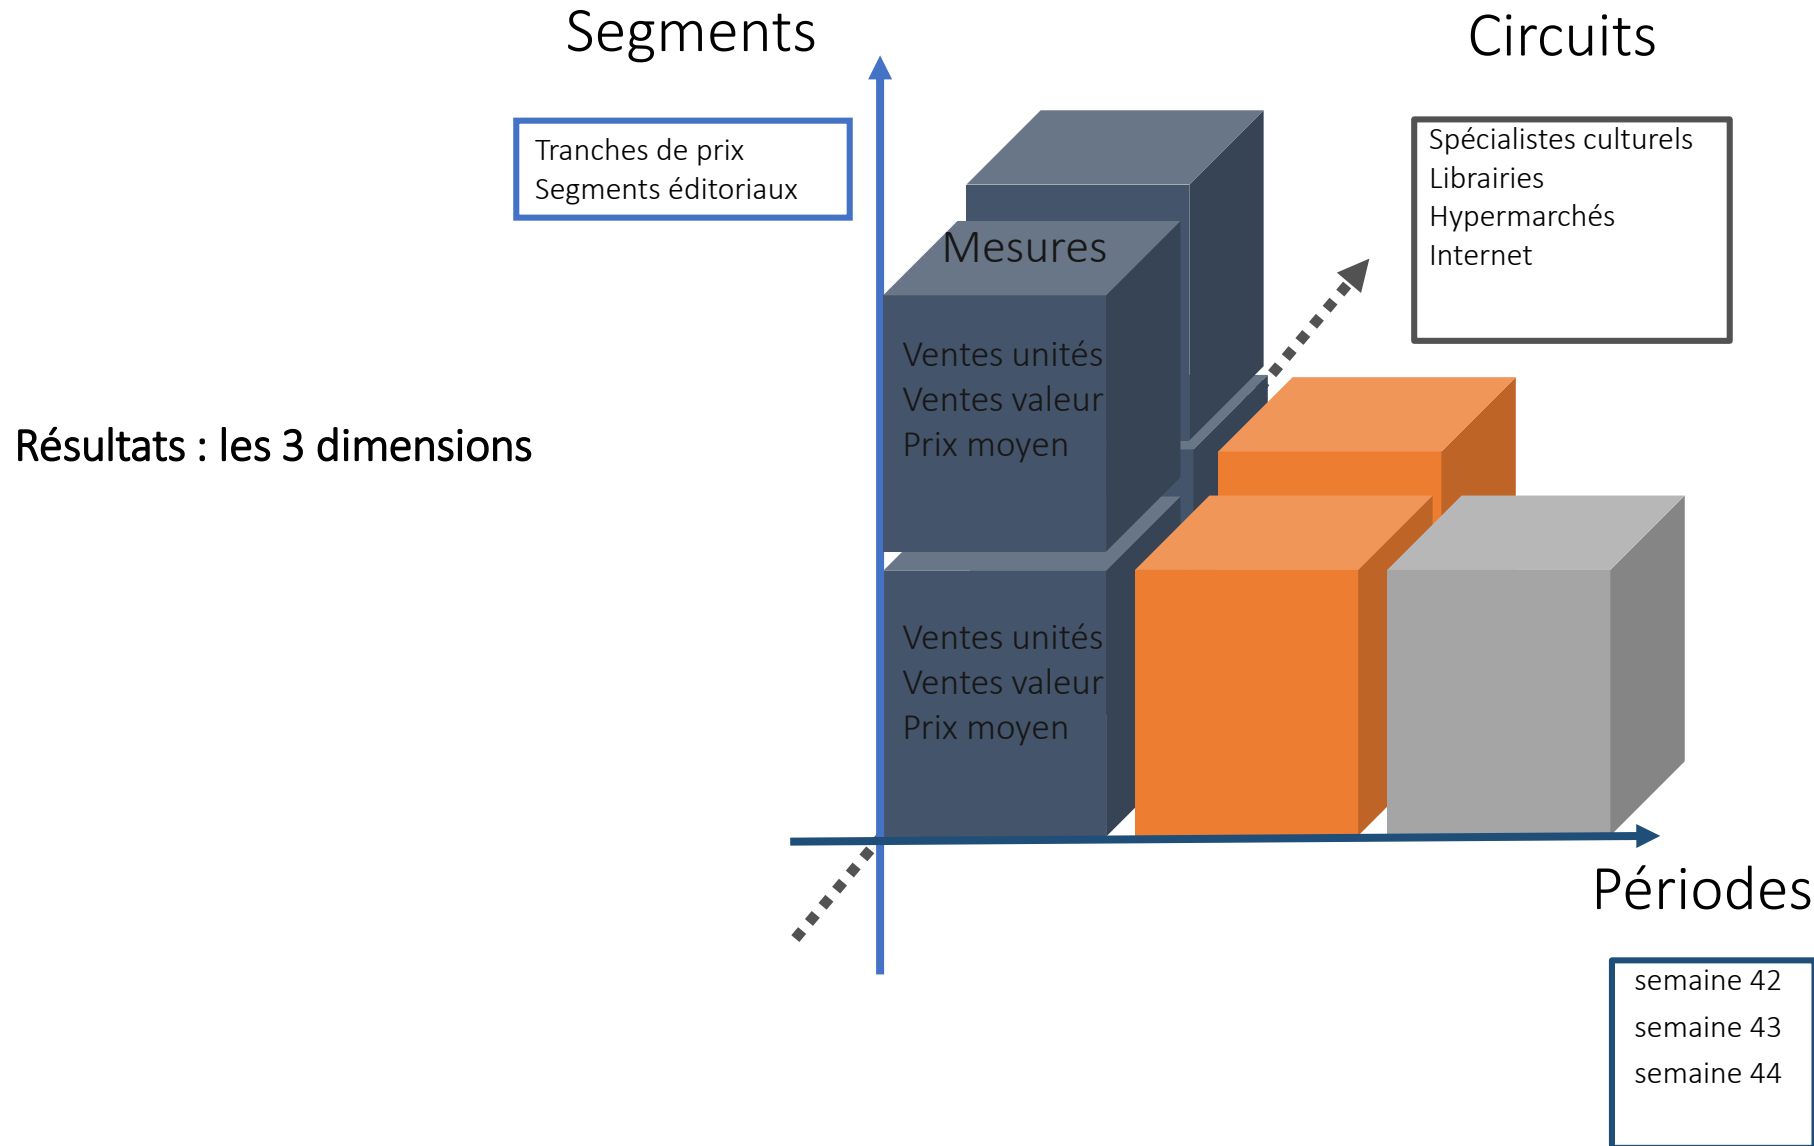 Segments
Circuits
Tranches de prix
Segments éditoriaux
Spécialistes culturels
Librairies
Hypermarchés
Internet
Mesures
Ventes unités
Ventes valeur
Prix moyen
Résultats : les 3 dimensions
Ventes unités
Ventes valeur
Prix moyen
Périodes
semaine 42
semaine 43
semaine 44